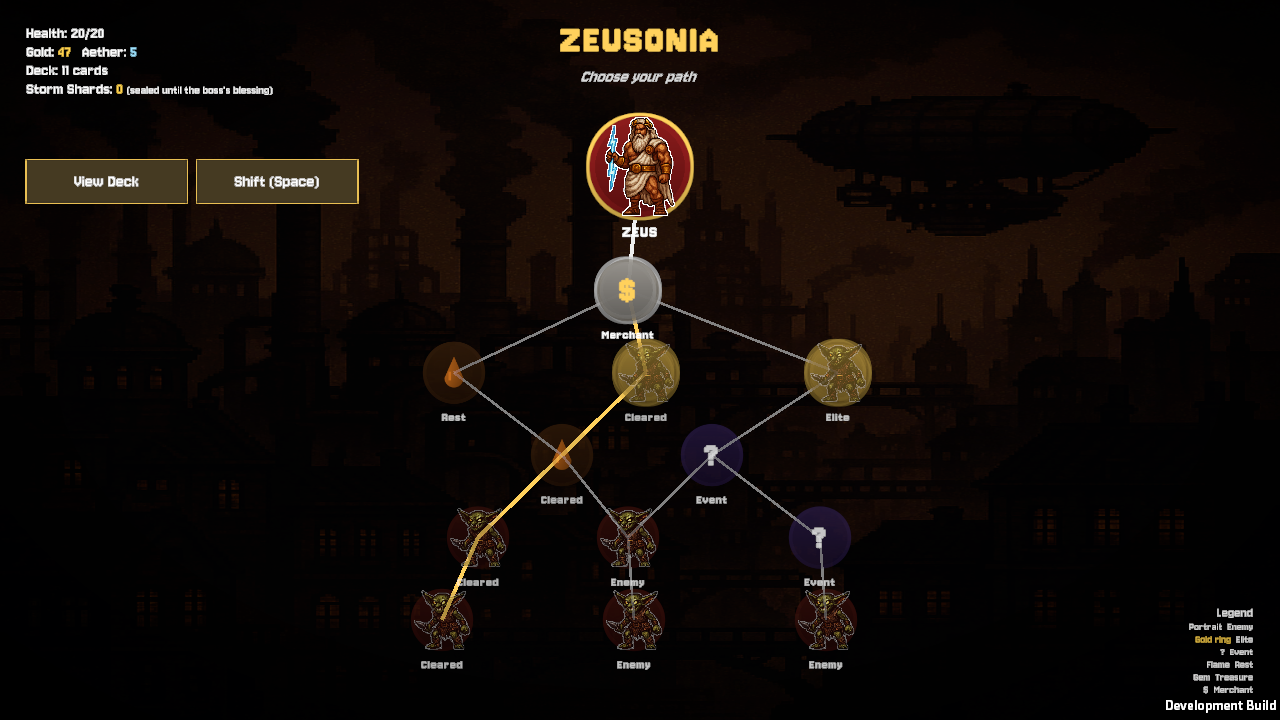 Health: 20/20
Gold: 47 Aether: 5
Deck: 11 cards
Storm Shards: 0 (sealed until the boss's blessing)
ZEUSONIA
Choose your path
View Deck
Shift (Space)
ZEUS
$
Merchant
Rest
Cleared
Elite
?
Cleared
Event
?
Cleared
Enemy
Event
Cleared
Enemy
Enemy
Legend
Portrait Enemy
Gold ring Elite
? Event
Flame Rest
Gem Treasure
$ Merchant
Development Build